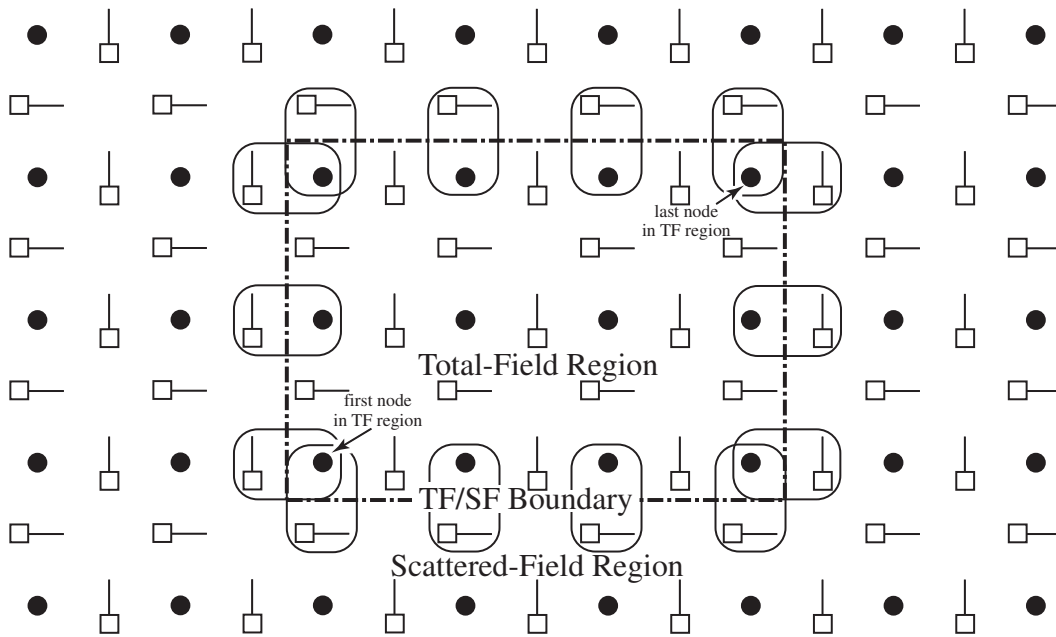 last node
in TF region
Total-Field Region
first node
in TF region
TF/SF Boundary
Scattered-Field Region